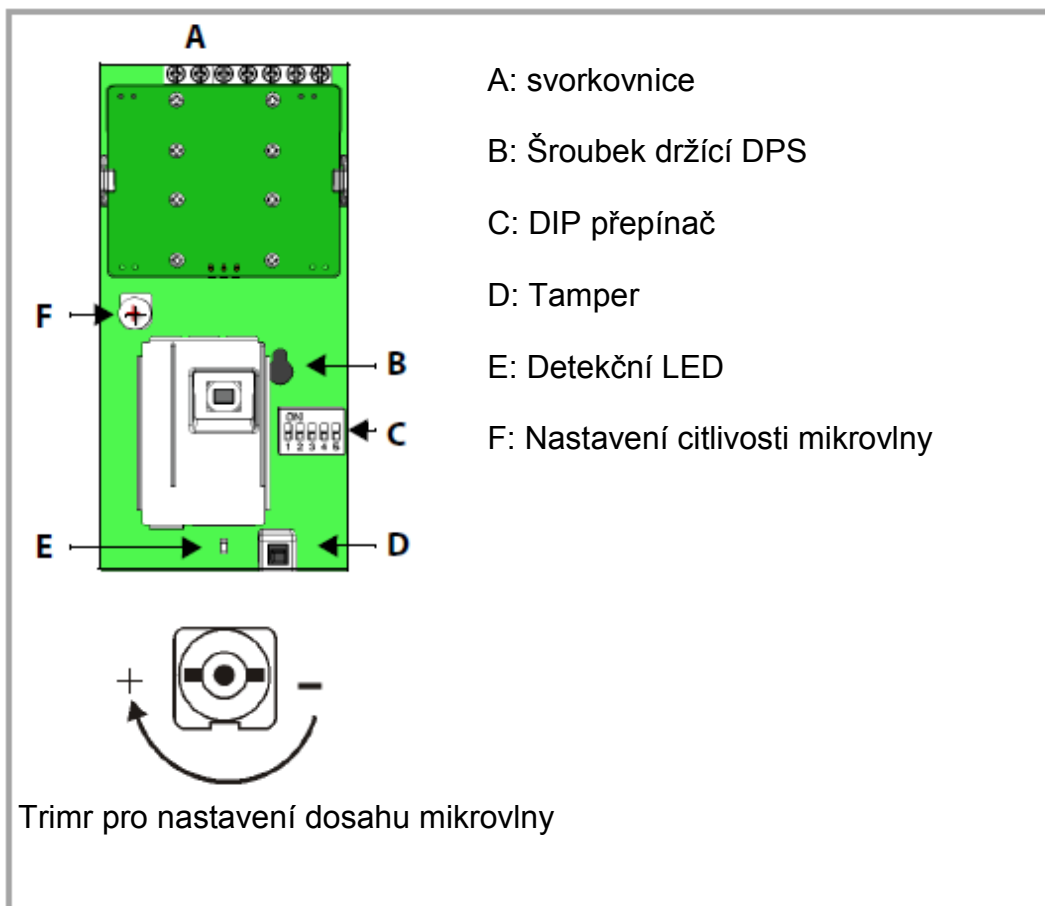 A
A: svorkovnice
B: Šroubek držící DPS
C: DIP přepínač
D: Tamper
E: Detekční LED
F: Nastavení citlivosti mikrovlny
F
B
ON
1 2 3 4 5
C
E
D
+ -
Trimr pro nastavení dosahu mikrovlny